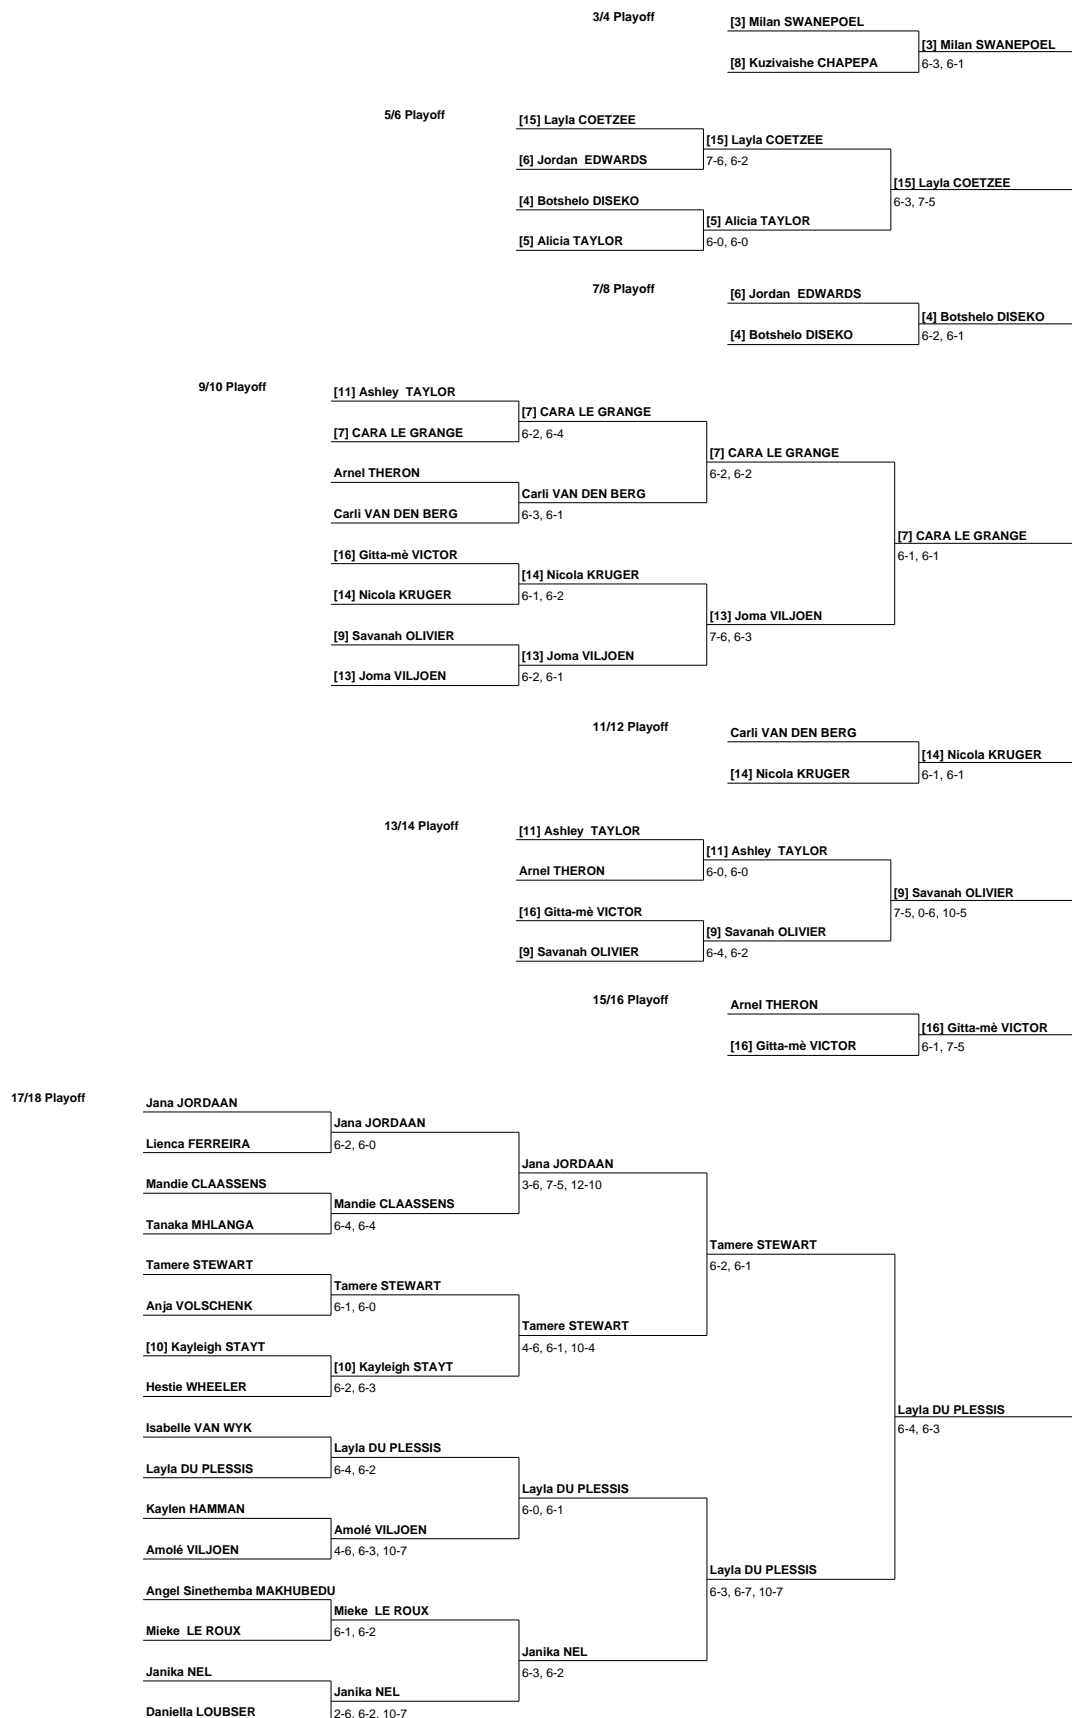 3/4 Playoff
[3] Milan SWANEPOEL
[3] Milan SWANEPOEL
[8] Kuzivaishe CHAPEPA
6-3, 6-1
5/6 Playoff
[15] Layla COETZEE
[15] Layla COETZEE
[6] Jordan  EDWARDS
7-6, 6-2
[15] Layla COETZEE
[4] Botshelo DISEKO
6-3, 7-5
[5] Alicia TAYLOR
[5] Alicia TAYLOR
6-0, 6-0
7/8 Playoff
[6] Jordan  EDWARDS
[4] Botshelo DISEKO
[4] Botshelo DISEKO
6-2, 6-1
9/10 Playoff
[11] Ashley  TAYLOR
[7] CARA LE GRANGE
[7] CARA LE GRANGE
6-2, 6-4
[7] CARA LE GRANGE
Arnel THERON
6-2, 6-2
Carli VAN DEN BERG
Carli VAN DEN BERG
6-3, 6-1
[7] CARA LE GRANGE
[16] Gitta-mè VICTOR
6-1, 6-1
[14] Nicola KRUGER
[14] Nicola KRUGER
6-1, 6-2
[13] Joma VILJOEN
[9] Savanah OLIVIER
7-6, 6-3
[13] Joma VILJOEN
[13] Joma VILJOEN
6-2, 6-1
11/12 Playoff
Carli VAN DEN BERG
[14] Nicola KRUGER
[14] Nicola KRUGER
6-1, 6-1
13/14 Playoff
[11] Ashley  TAYLOR
[11] Ashley  TAYLOR
Arnel THERON
6-0, 6-0
[9] Savanah OLIVIER
[16] Gitta-mè VICTOR
7-5, 0-6, 10-5
[9] Savanah OLIVIER
[9] Savanah OLIVIER
6-4, 6-2
15/16 Playoff
Arnel THERON
[16] Gitta-mè VICTOR
[16] Gitta-mè VICTOR
6-1, 7-5
17/18 Playoff
Jana JORDAAN
Jana JORDAAN
Lienca FERREIRA
6-2, 6-0
Jana JORDAAN
Mandie CLAASSENS
3-6, 7-5, 12-10
Mandie CLAASSENS
Tanaka MHLANGA
6-4, 6-4
Tamere STEWART
Tamere STEWART
6-2, 6-1
Tamere STEWART
Anja VOLSCHENK
6-1, 6-0
Tamere STEWART
[10] Kayleigh STAYT
4-6, 6-1, 10-4
[10] Kayleigh STAYT
Hestie WHEELER
6-2, 6-3
Layla DU PLESSIS
Isabelle VAN WYK
6-4, 6-3
Layla DU PLESSIS
Layla DU PLESSIS
6-4, 6-2
Layla DU PLESSIS
Kaylen HAMMAN
6-0, 6-1
Amolé VILJOEN
Amolé VILJOEN
4-6, 6-3, 10-7
Layla DU PLESSIS
Angel Sinethemba MAKHUBEDU
6-3, 6-7, 10-7
Mieke  LE ROUX
Mieke  LE ROUX
6-1, 6-2
Janika NEL
Janika NEL
6-3, 6-2
Janika NEL
Daniella LOUBSER
2-6, 6-2, 10-7